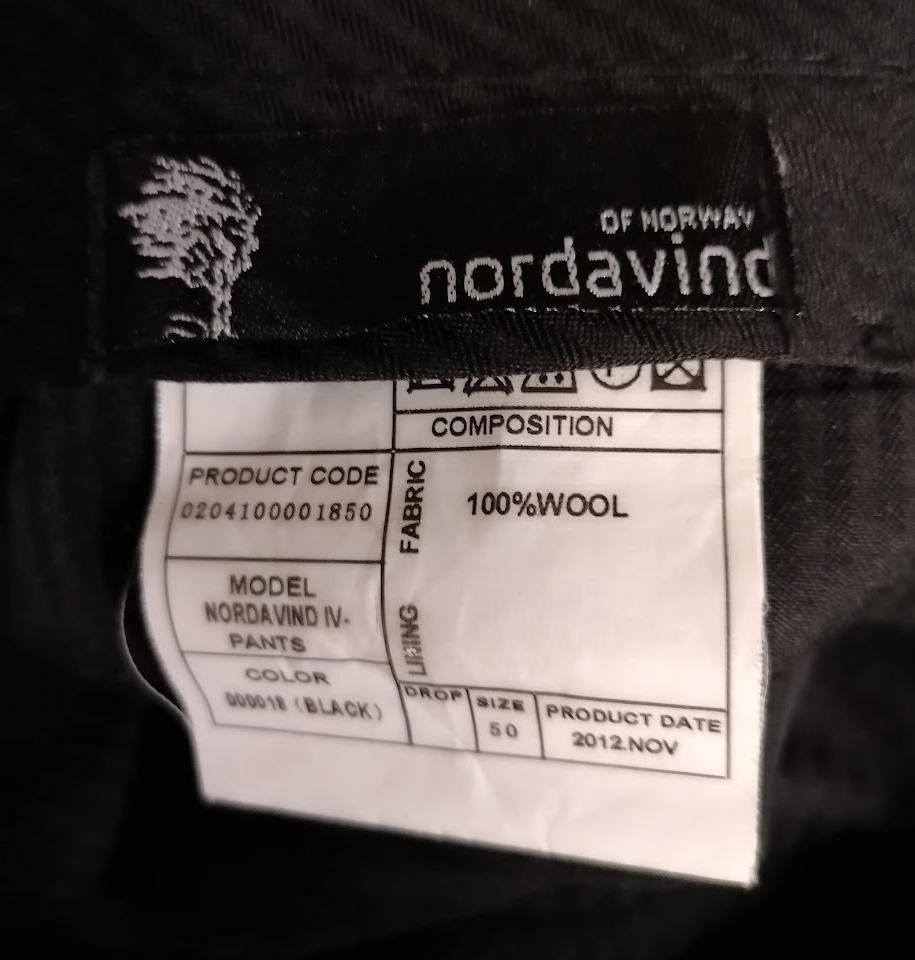 OF NORWAY
nordavind
COMPOSITION
PRODUCT CODE
0204100001850
FABRIC
100%WOOL
MODEL
NORDAVIND IV-
PANTS
LINING
COLOR
000018 (BLACK)
DROP
SIZE
50
PRODUCT DATE
2012.NOV